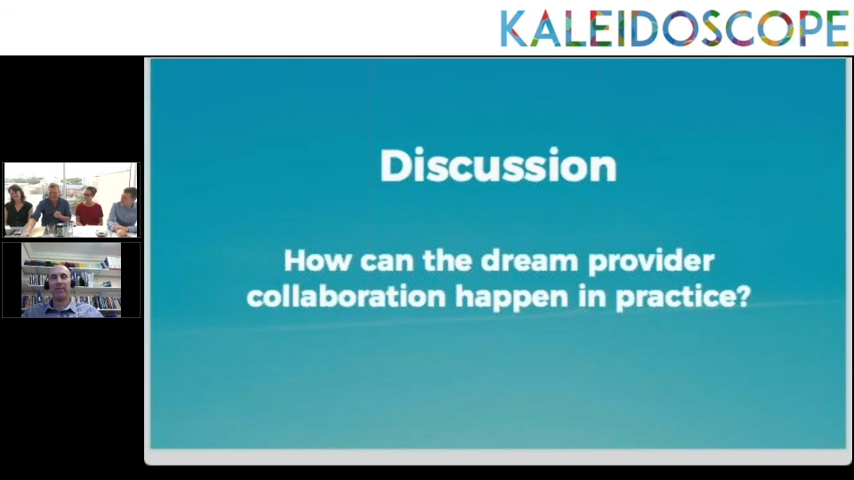 KALEIDOSCOPE
Discussion
How can the dream provider
collaboration happen in practice?